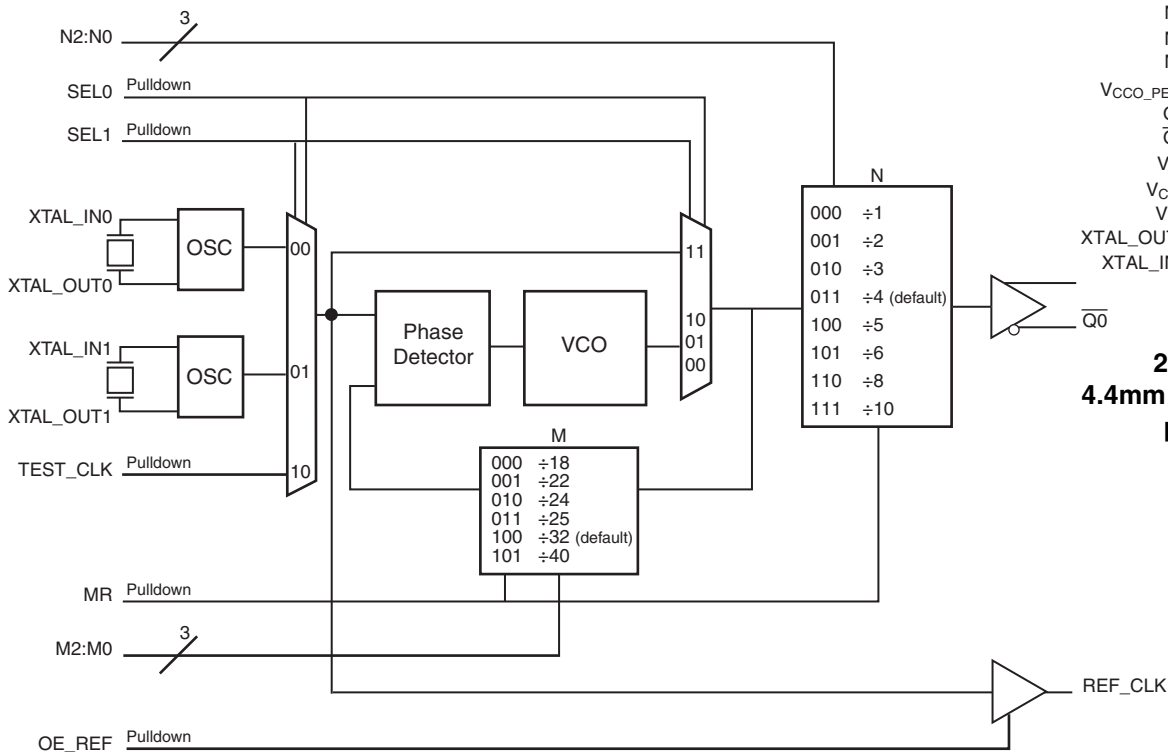 3
N2:N0
SEL0 Pulldown
SEL1 Pulldown
XTAL_IN0
OSC
XTAL_OUT0
XTAL_IN1
OSC
XTAL_OUT1
TEST_CLK Pulldown
00
01
10
Phase
Detector
VCO
11
10
01
00
M
000 ÷18
001 ÷22
010 ÷24
011 ÷25
100 ÷32 (default)
101 ÷40
N
000 ÷1
001 ÷2
010 ÷3
011 ÷4 (default)
100 ÷5
101 ÷6
110 ÷8
111 ÷10
Q0
MR Pulldown
3
M2:M0
REF_CLK
OE_REF Pulldown
VCCO_PE
XTAL_OUT
XTAL_IN
2
4.4mm